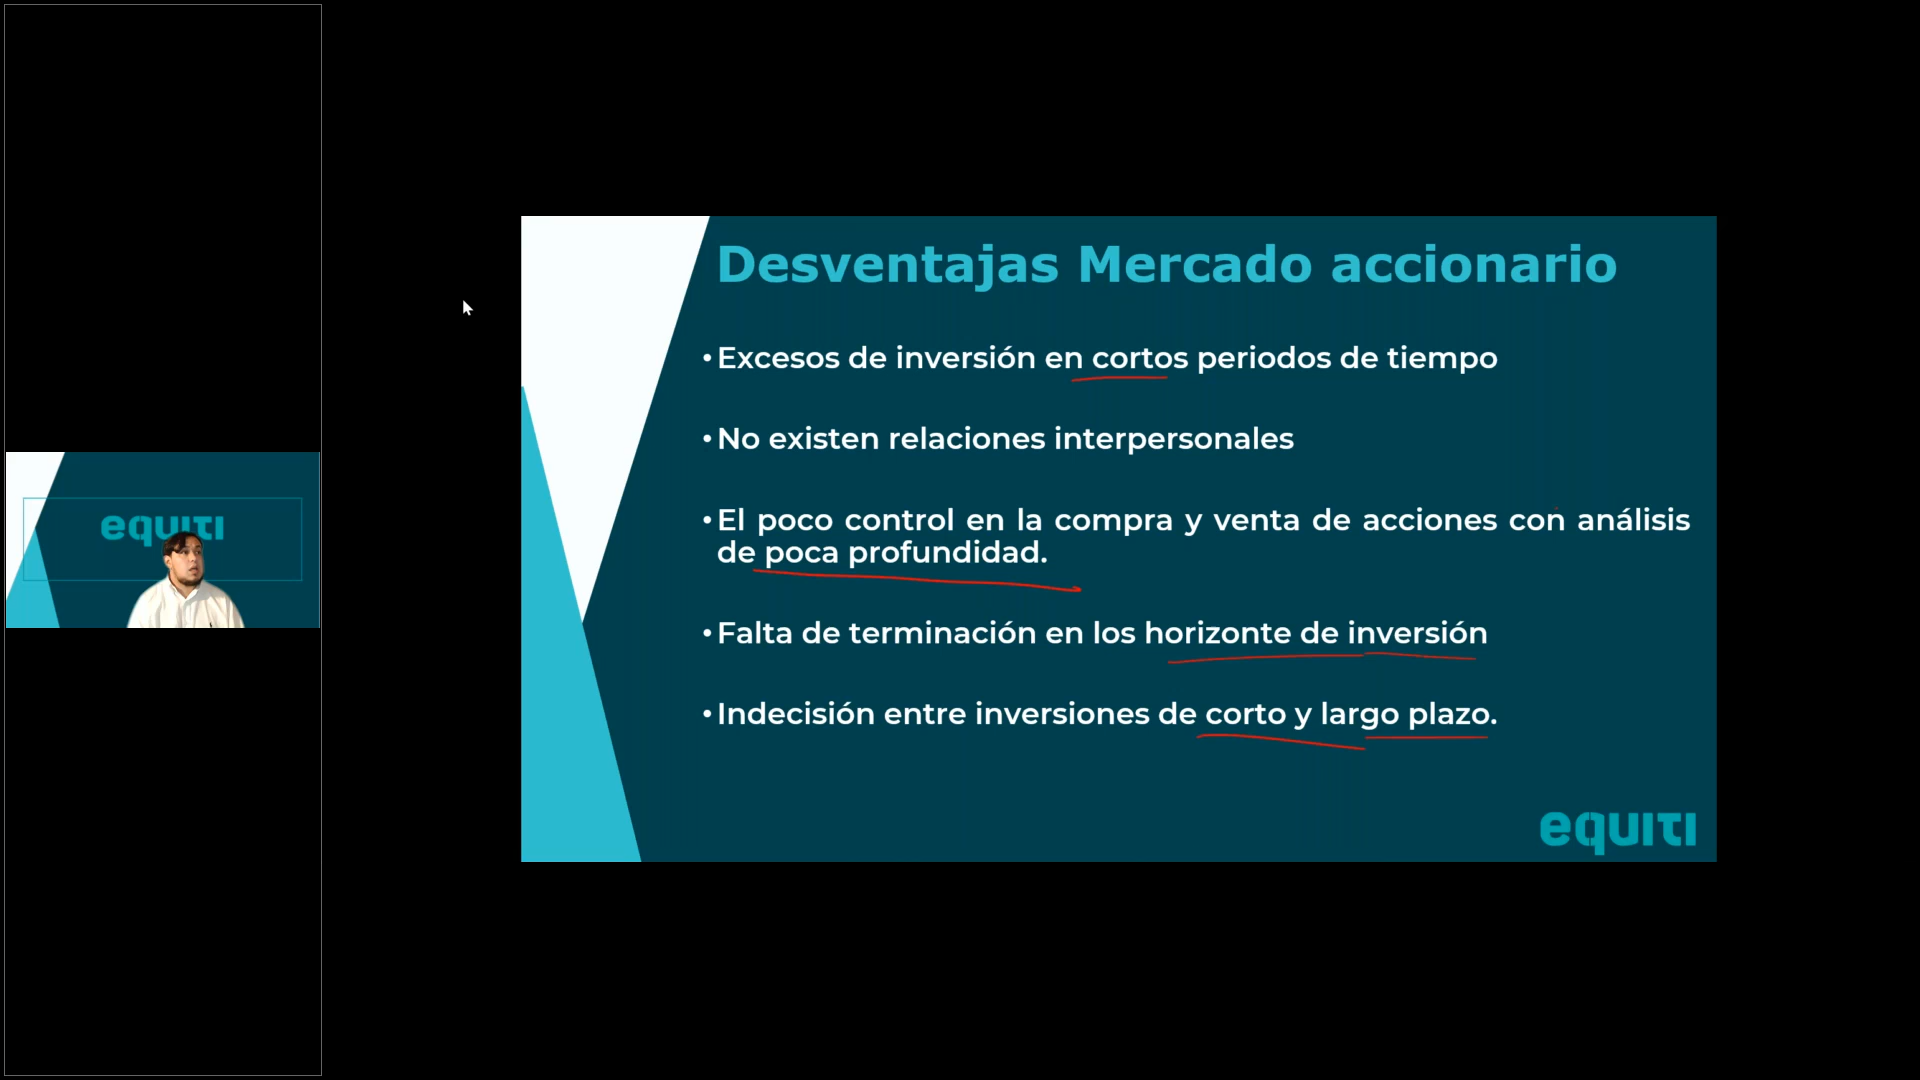 equiti
Desventajas Mercado accionario
• Excesos de inversión en cortos periodos de tiempo
• No existen relaciones interpersonales
• El poco control en la compra y venta de acciones con análisis
de poca profundidad.
• Falta de terminación en los horizonte de inversión
• Indecisión entre inversiones de corto y largo plazo.
equiti